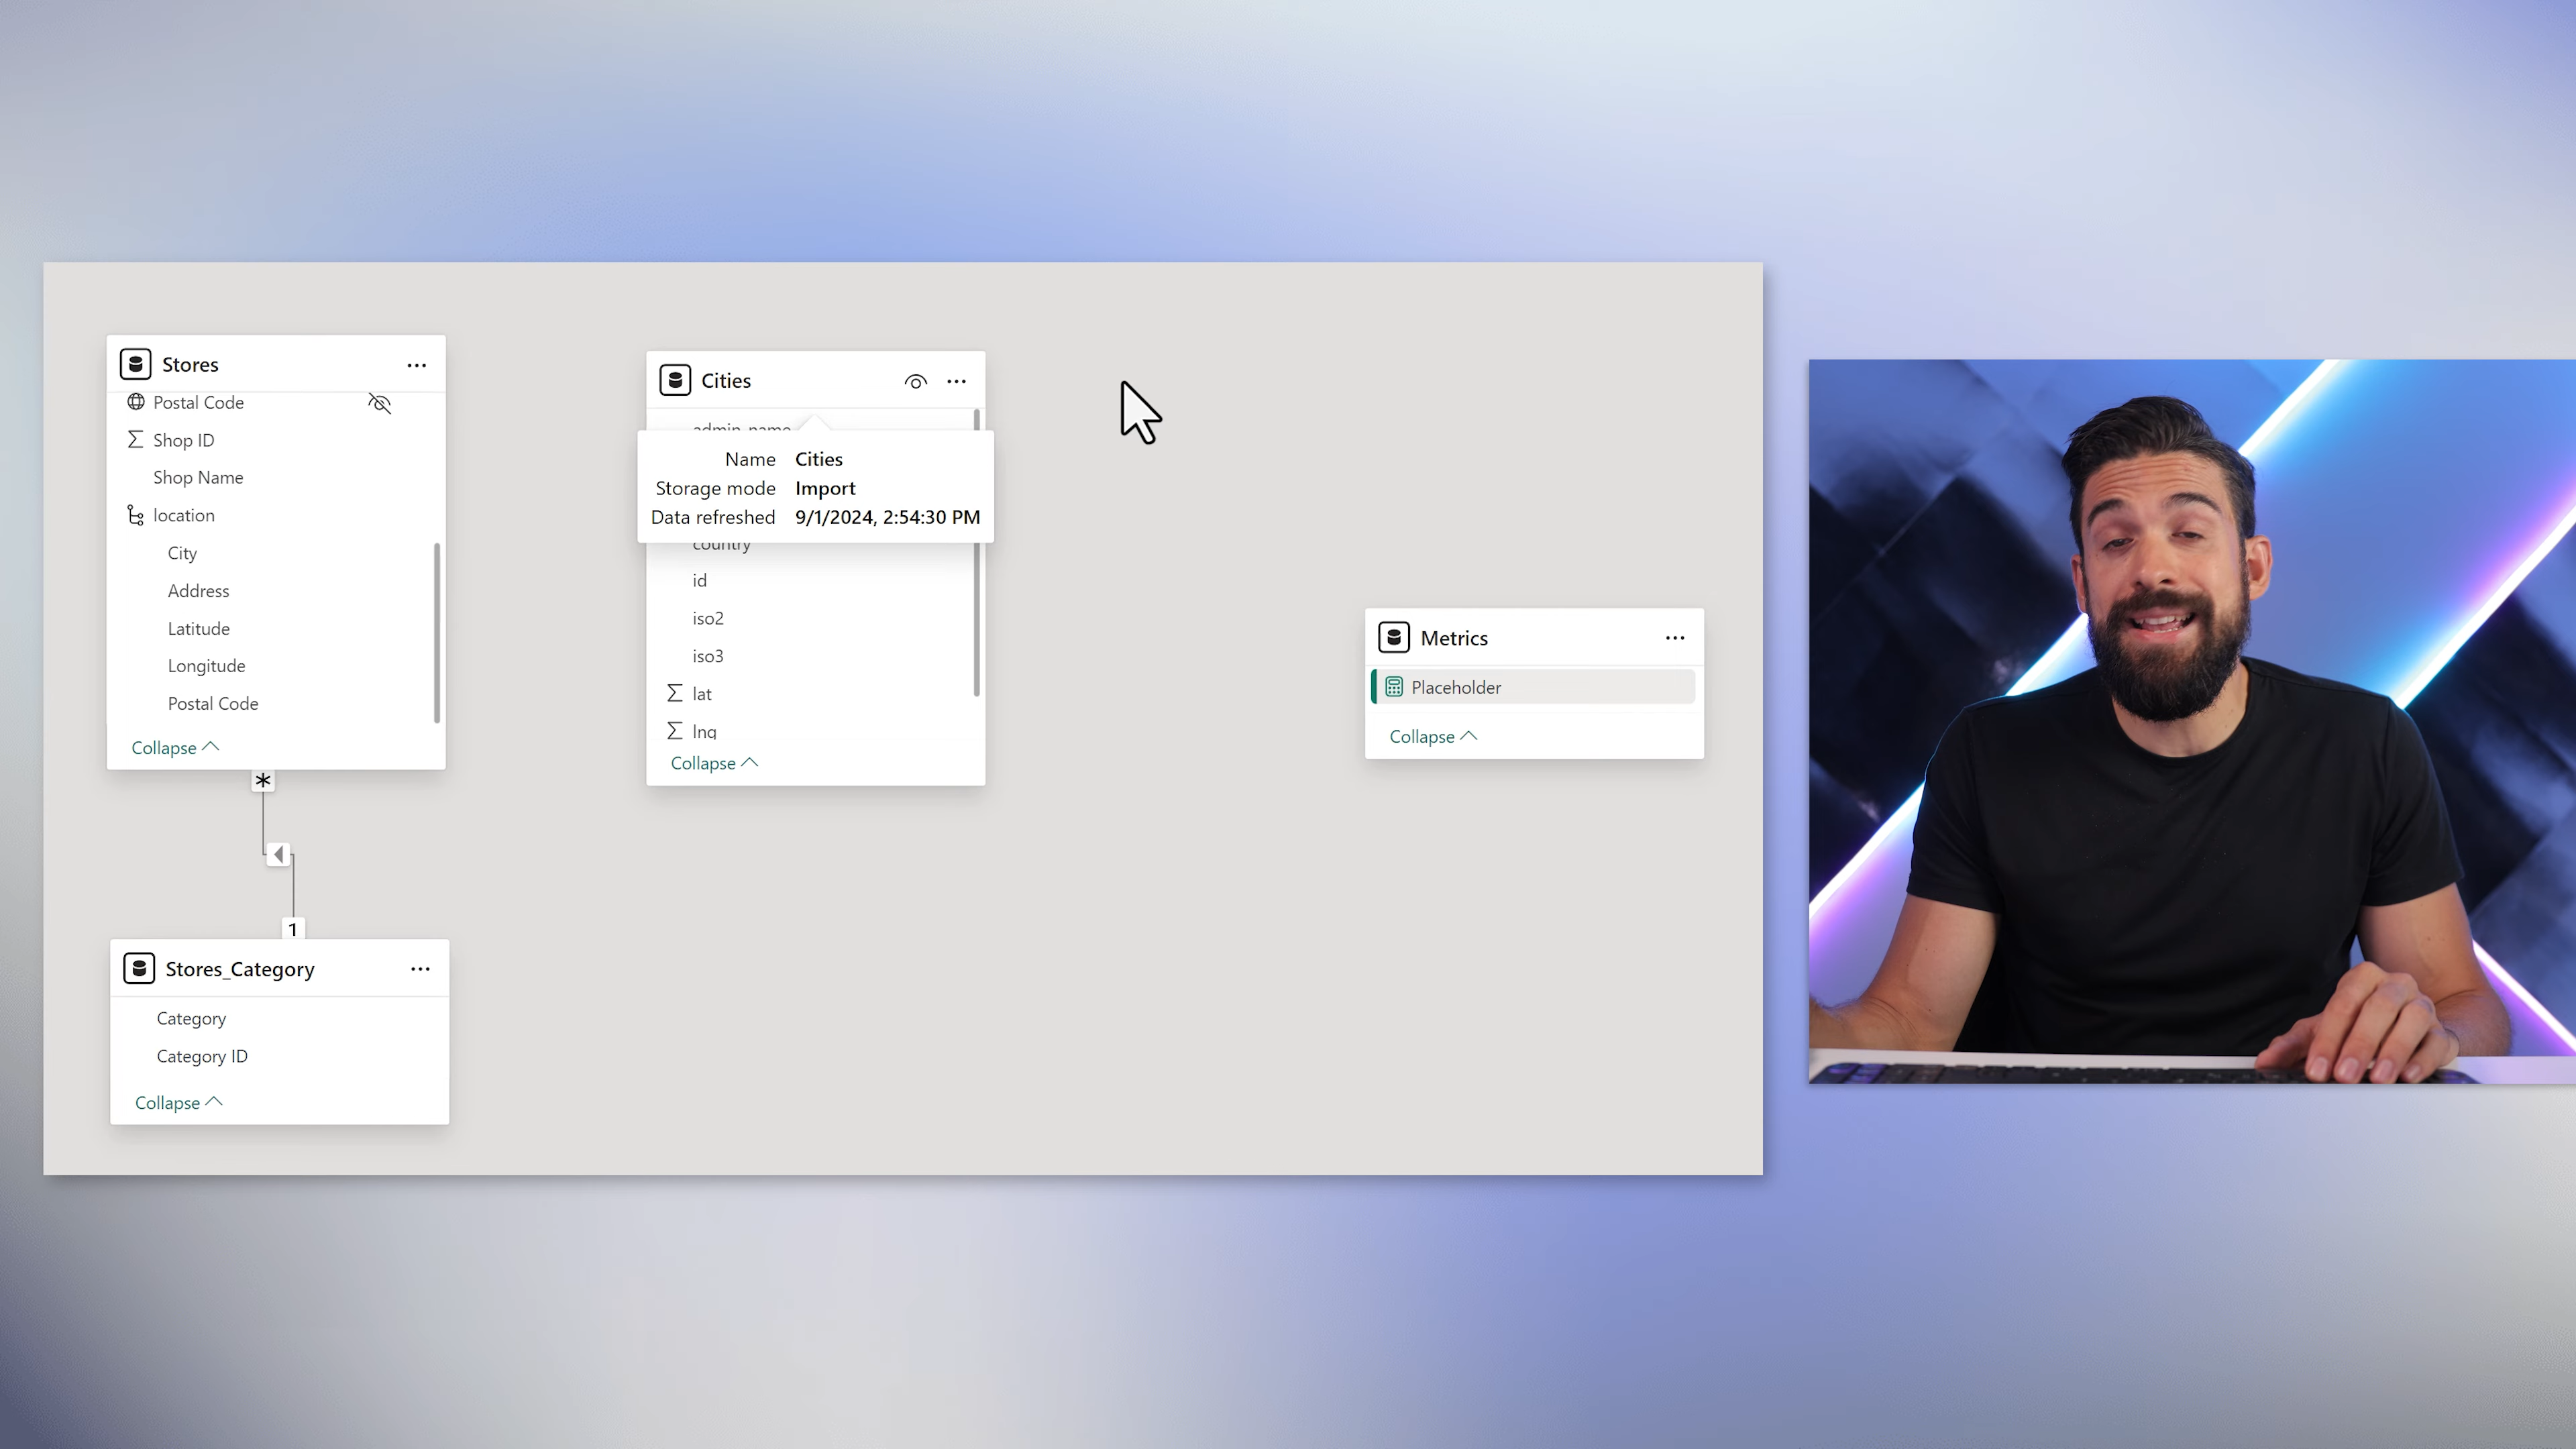 Stores
Postal Code
Shop ID
Shop Name
location
City
Address
Latitude
Longitude
Postal Code
Collapse
*
1
Stores_Category
Category
Category ID
Collapse
Cities
admin_name
Name Cities
Storage mode Import
Data refreshed 9/1/2024, 2:54:30 PM
country
id
iso2
iso3
lat
lng
Collapse
Metrics
Placeholder
Collapse